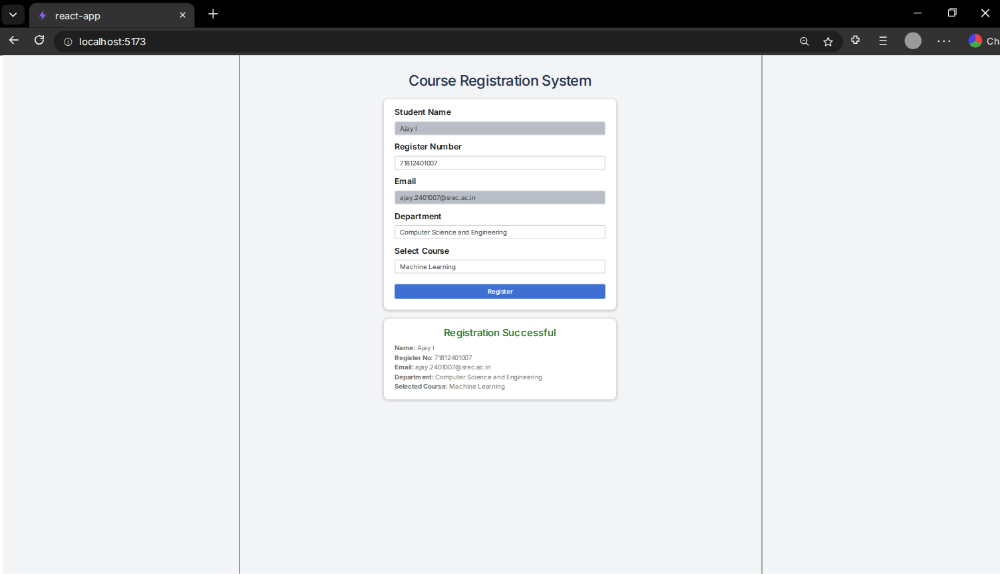 react-app
localhost:5173
Ch
Course Registration System
Student Name
Ajay I
Register Number
71812401007
Email
ajay.2401007@srec.ac.in
Department
Computer Science and Engineering
Select Course
Machine Learning
Register
Registration Successful
Name: Ajay I
Register No: 71812401007
Email: ajay.2401007@srec.ac.in
Department: Computer Science and Engineering
Selected Course: Machine Learning